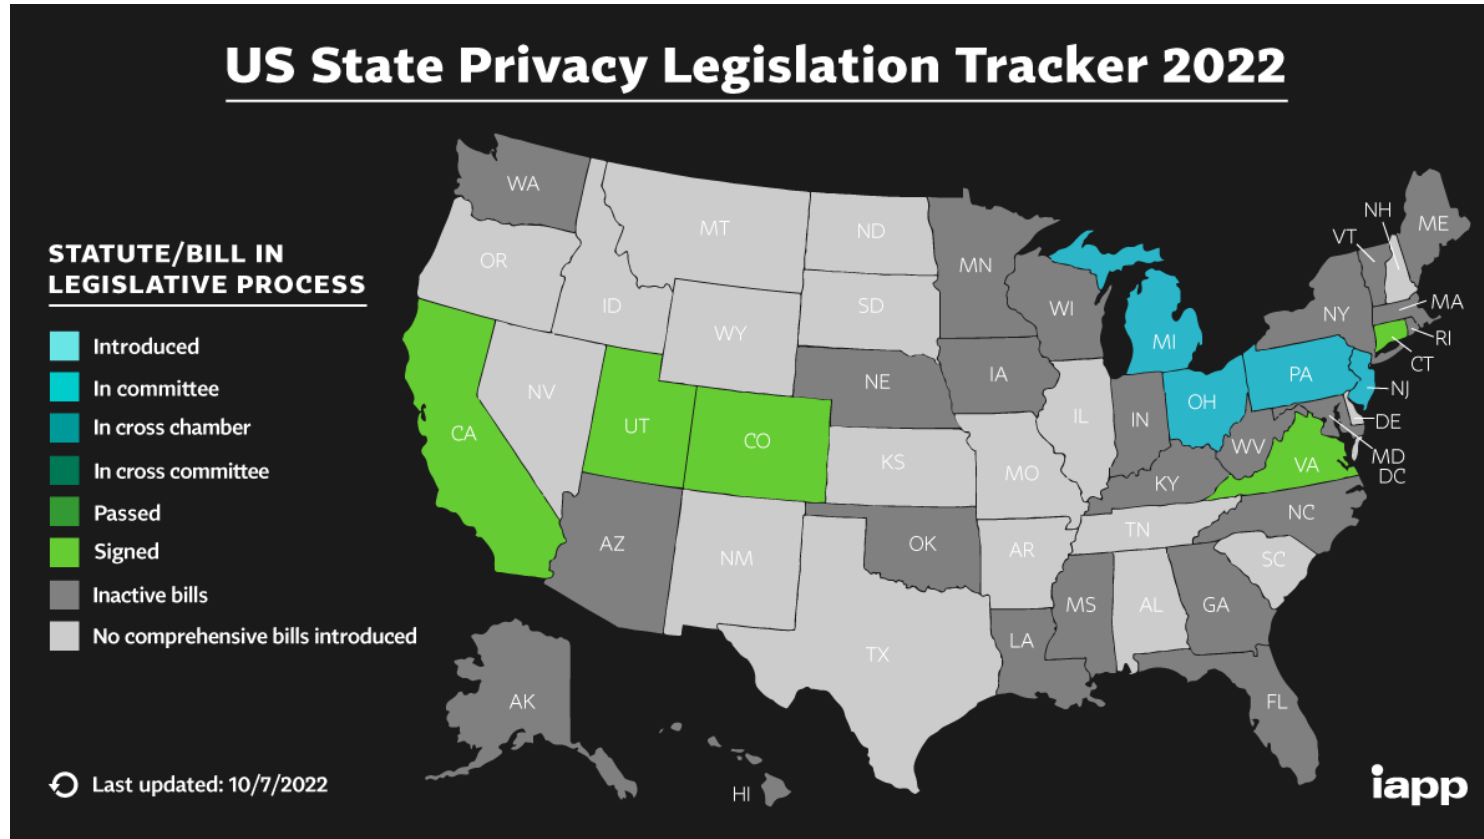 US State Privacy Legislation Tracker 2022
STATUTE/BILL IN
LEGISLATIVE PROCESS
Introduced
In committee
In cross chamber
In cross committee
Passed
Signed
Inactive bills
No comprehensive bills introduced
Last updated: 10/7/2022
WA
OR
MT
ID
WY
ND
SD
MN
WI
MI
NE
IA
NV
UT
CO
CA
KS
MO
IL
IN
OH
PA
NY
VT
NH
ME
MA
RI
CT
NJ
DE
MD
DC
WV
VA
KY
NC
TN
SC
AZ
NM
OK
AR
MS
AL
GA
LA
TX
FL
AK
HI
iapp